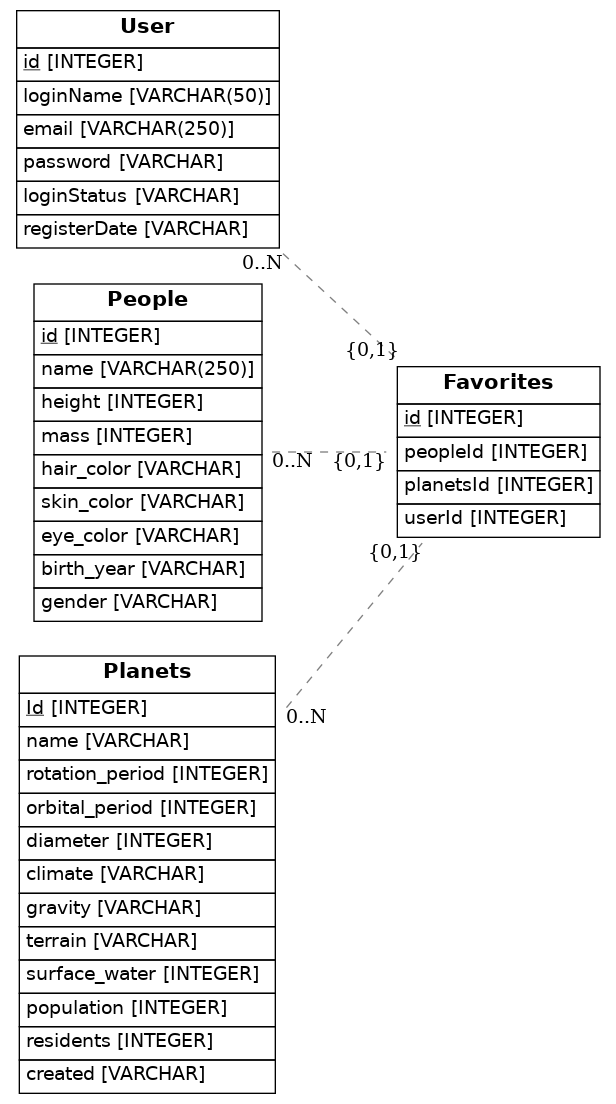 User
id [INTEGER]
loginName [VARCHAR(50)]
email [VARCHAR(250)]
password [VARCHAR]
loginStatus [VARCHAR]
registerDate [VARCHAR]
0..N
{0,1}
People
id [INTEGER]
name [VARCHAR(250)]
height [INTEGER]
mass [INTEGER]
hair_color [VARCHAR]
skin_color [VARCHAR]
eye_color [VARCHAR]
birth_year [VARCHAR]
gender [VARCHAR]
0..N {0,1}
Favorites
id [INTEGER]
peopleId [INTEGER]
planetsId [INTEGER]
userId [INTEGER]
{0,1}
0..N
Planets
Id [INTEGER]
name [VARCHAR]
rotation_period [INTEGER]
orbital_period [INTEGER]
diameter [INTEGER]
climate [VARCHAR]
gravity [VARCHAR]
terrain [VARCHAR]
surface_water [INTEGER]
population [INTEGER]
residents [INTEGER]
created [VARCHAR]